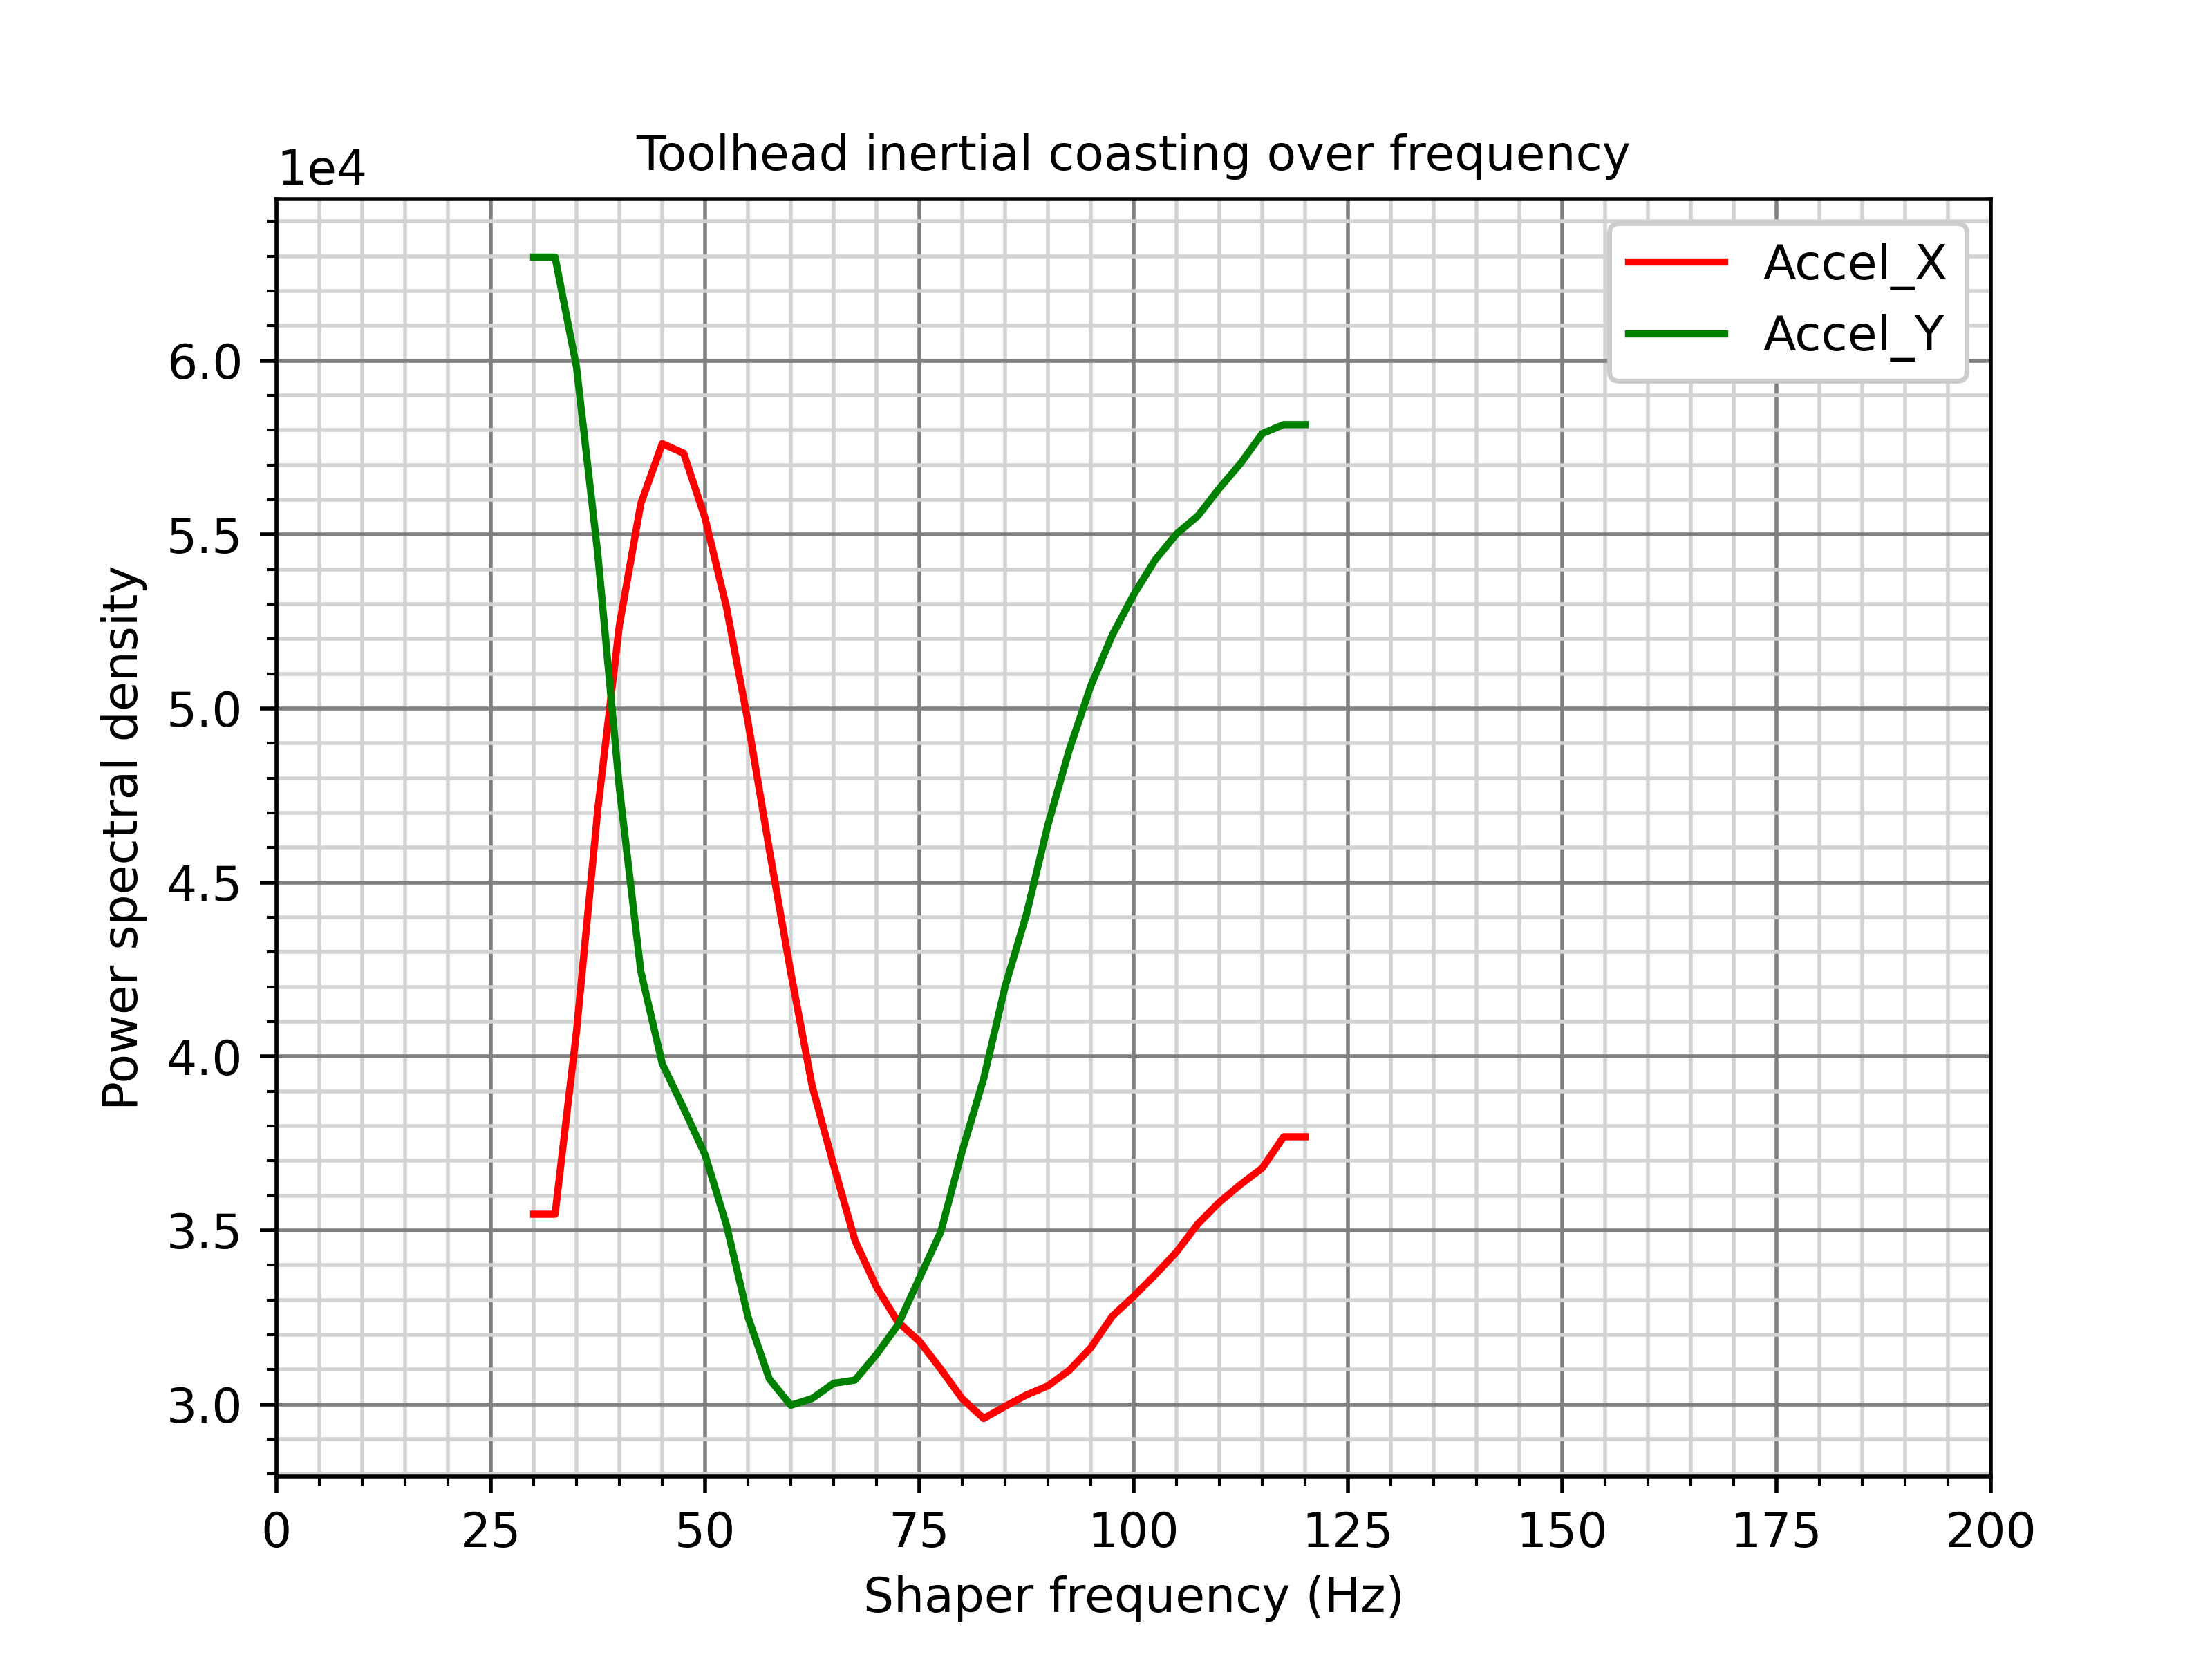 Toolhead inertial coasting over frequency
1e4
Accel_X
Accel_Y
6.0
5.5
5.0
4.5
4.0
3.5
3.0
Power spectral density
0 25 50 75 100 125 150 175 200
Shaper frequency (Hz)